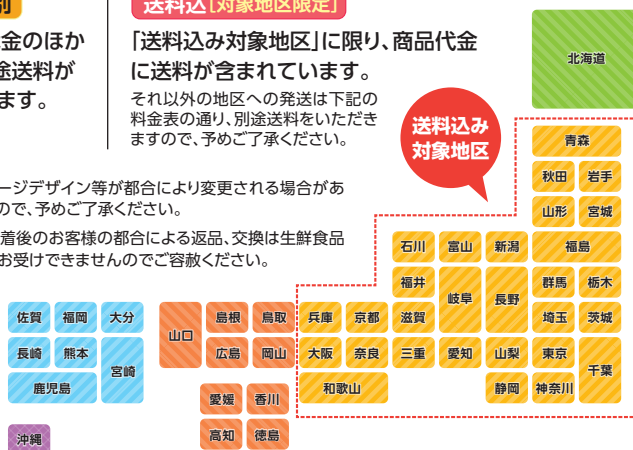 別
金のほか
途送料が
ます。
送料込[対象地区限定]
「送料込み対象地区」に限り、商品代金
に送料が含まれています。
それ以外の地区への発送は下記の
料金表の通り、別途送料をいただき
ますので、予めご了承ください。
送料込み
対象地区
ージデザイン等が都合により変更される場合があ
ので、予めご了承ください。
着後のお客様の都合による返品、交換は生鮮食品
お受けできませんのでご容赦ください。
北海道
青森
秋田 岩手
山形 宮城
石川 富山 新潟 福島
福井 岐阜 長野 群馬 栃木
佐賀 福岡 大分 山口 島根 鳥取 兵庫 京都 滋賀 埼玉 茨城
長崎 熊本 宮崎 広島 岡山 大阪 奈良 三重 愛知 山梨 東京 千葉
鹿児島 愛媛 香川 和歌山 静岡 神奈川
沖縄 高知 徳島